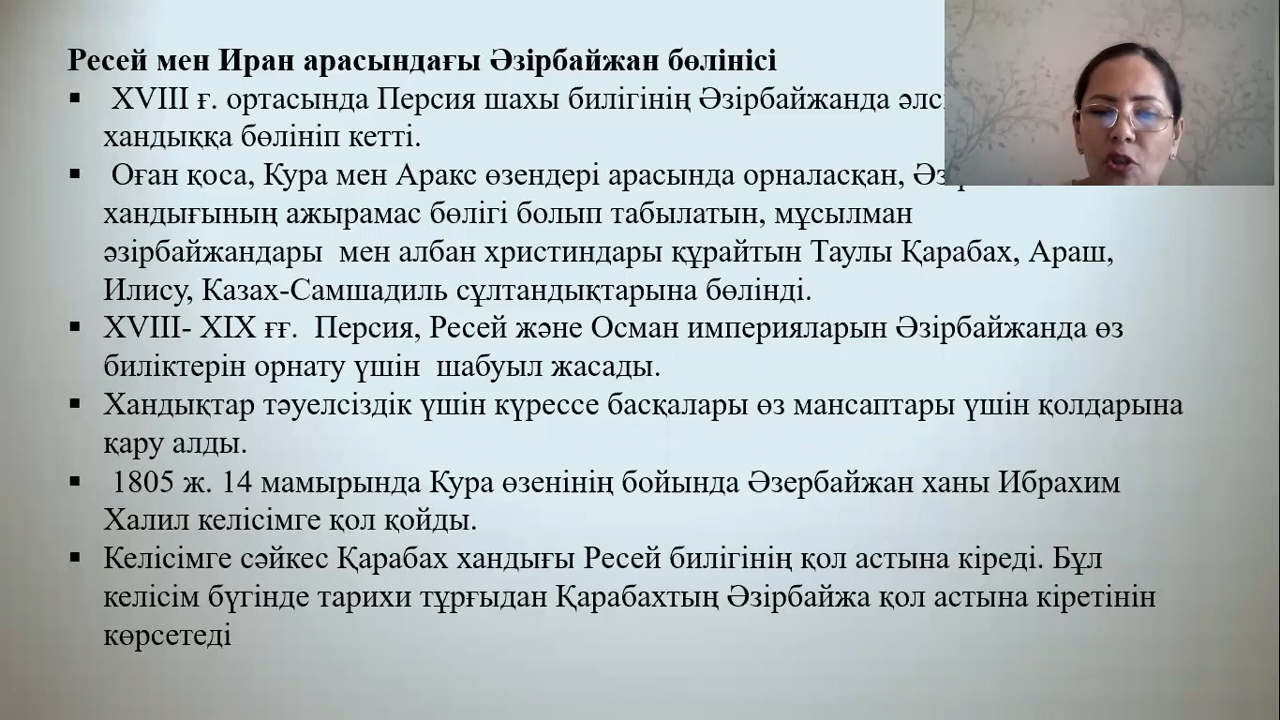 Ресей мен Иран арасындағы Әзірбайжан бөлінісі
▪ XVIII ғ. ортасында Персия шахы билігінің Әзірбайжанда
хандыққа бөлініп кетті.
▪ Оған қоса, Кура мен Аракс өзендері арасында орналасқан,
хандығының ажырамас бөлігі болып табылатын, мұсылман
әзірбайжандары мен албан христиндары құрайтын Таулы Қарабах, Араш,
Илису, Казах-Самшадиль сұлтандықтарына бөлінді.
▪ XVIII- XIX ғғ. Персия, Ресей және Осман империяларын Әзірбайжанда өз
биліктерін орнату үшін шабуыл жасады.
▪ Хандықтар тәуелсіздік үшін күрессе басқалары өз мансаптары үшін қолдарына
қару алды.
▪ 1805 ж. 14 мамырында Кура өзенінің бойында Әзербайжан ханы Ибрахим
Халил келісімге қол қойды.
▪ Келісімге сәйкес Қарабах хандығы Ресей билігінің қол астына кіреді. Бұл
келісім бүгінде тарихи тұрғыдан Қарабахтың Әзірбайжа қол астына кіретінін
көрсетеді